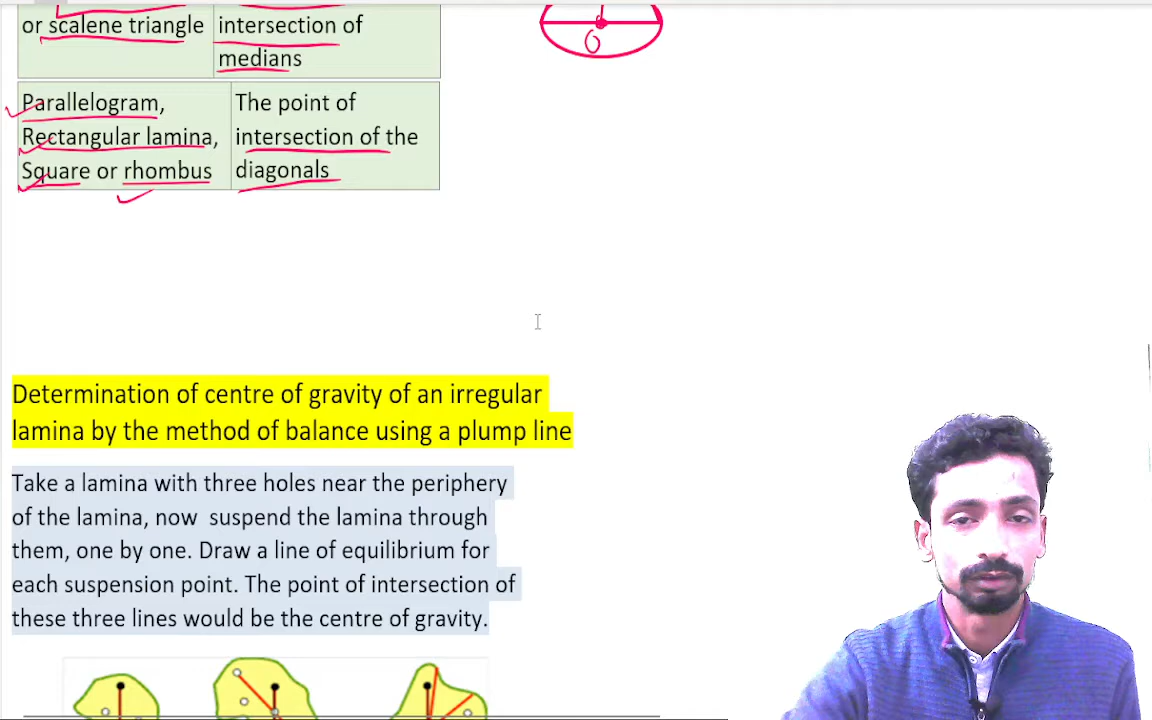 or scalene triangle
intersection of
medians
Parallelogram,
Rectangular lamina,
Square or rhombus
The point of
intersection of the
diagonals
O
Determination of centre of gravity of an irregular
lamina by the method of balance using a plump line
Take a lamina with three holes near the periphery
of the lamina, now suspend the lamina through
them, one by one. Draw a line of equilibrium for
each suspension point. The point of intersection of
these three lines would be the centre of gravity.